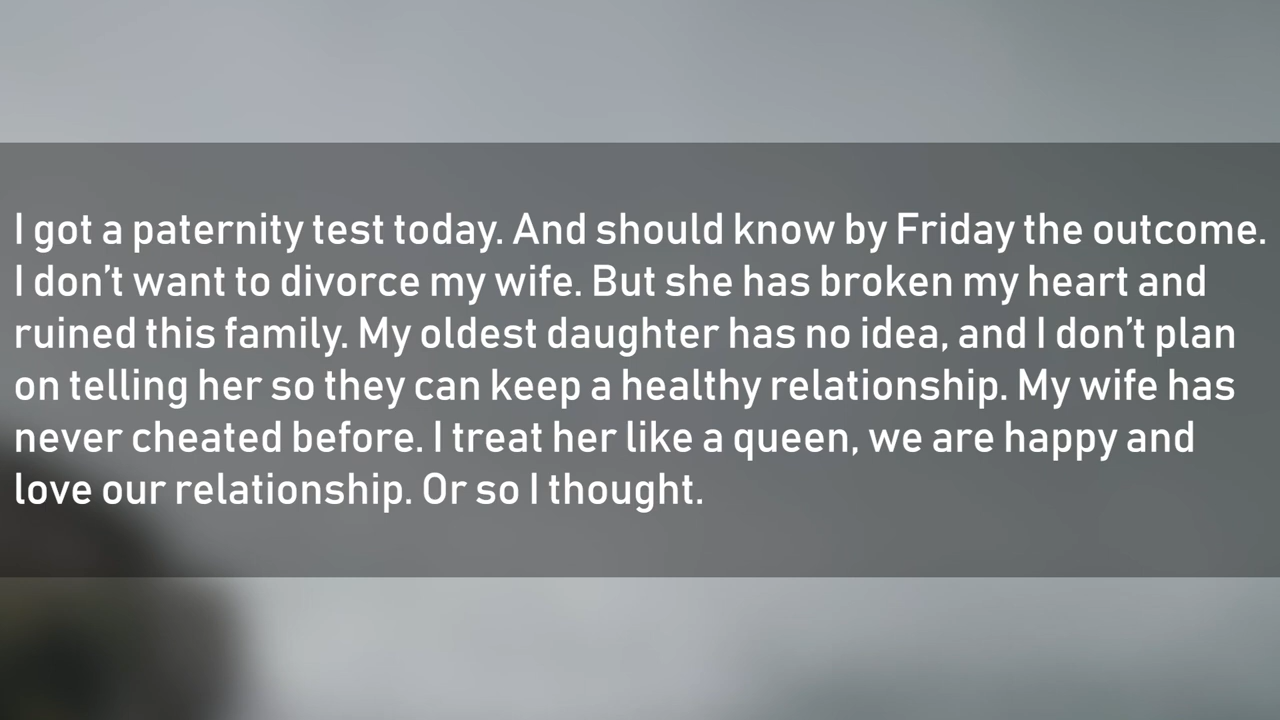 I got a paternity test today. And should know by Friday the outcome.
I don’t want to divorce my wife. But she has broken my heart and
ruined this family. My oldest daughter has no idea, and I don’t plan
on telling her so they can keep a healthy relationship. My wife has
never cheated before. I treat her like a queen, we are happy and
love our relationship. Or so I thought.